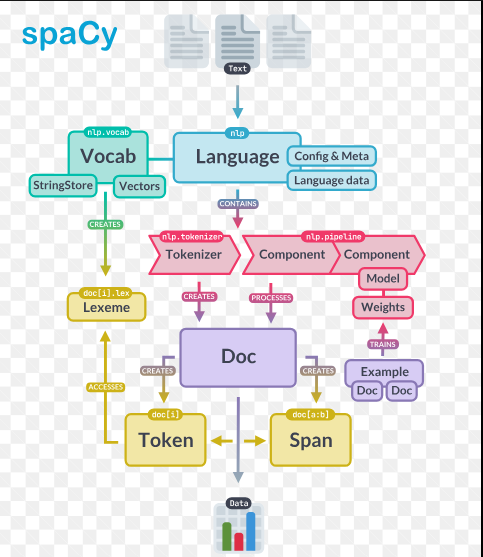 spaCy
Text
nlp.vocab
Vocab
StringStore
Vectors
nlp
Language
Config & Meta
Language data
CREATES
CONTAINS
nlp.tokenizer
Tokenizer
nlp.pipeline
Component
Component
Model
Weights
doc[i].lex
Lexeme
CREATES
PROCESSES
TRAINS
Doc
Example
Doc
Doc
CREATES
CREATES
ACCESSES
doc[i]
Token
doc[a:b]
Span
Data